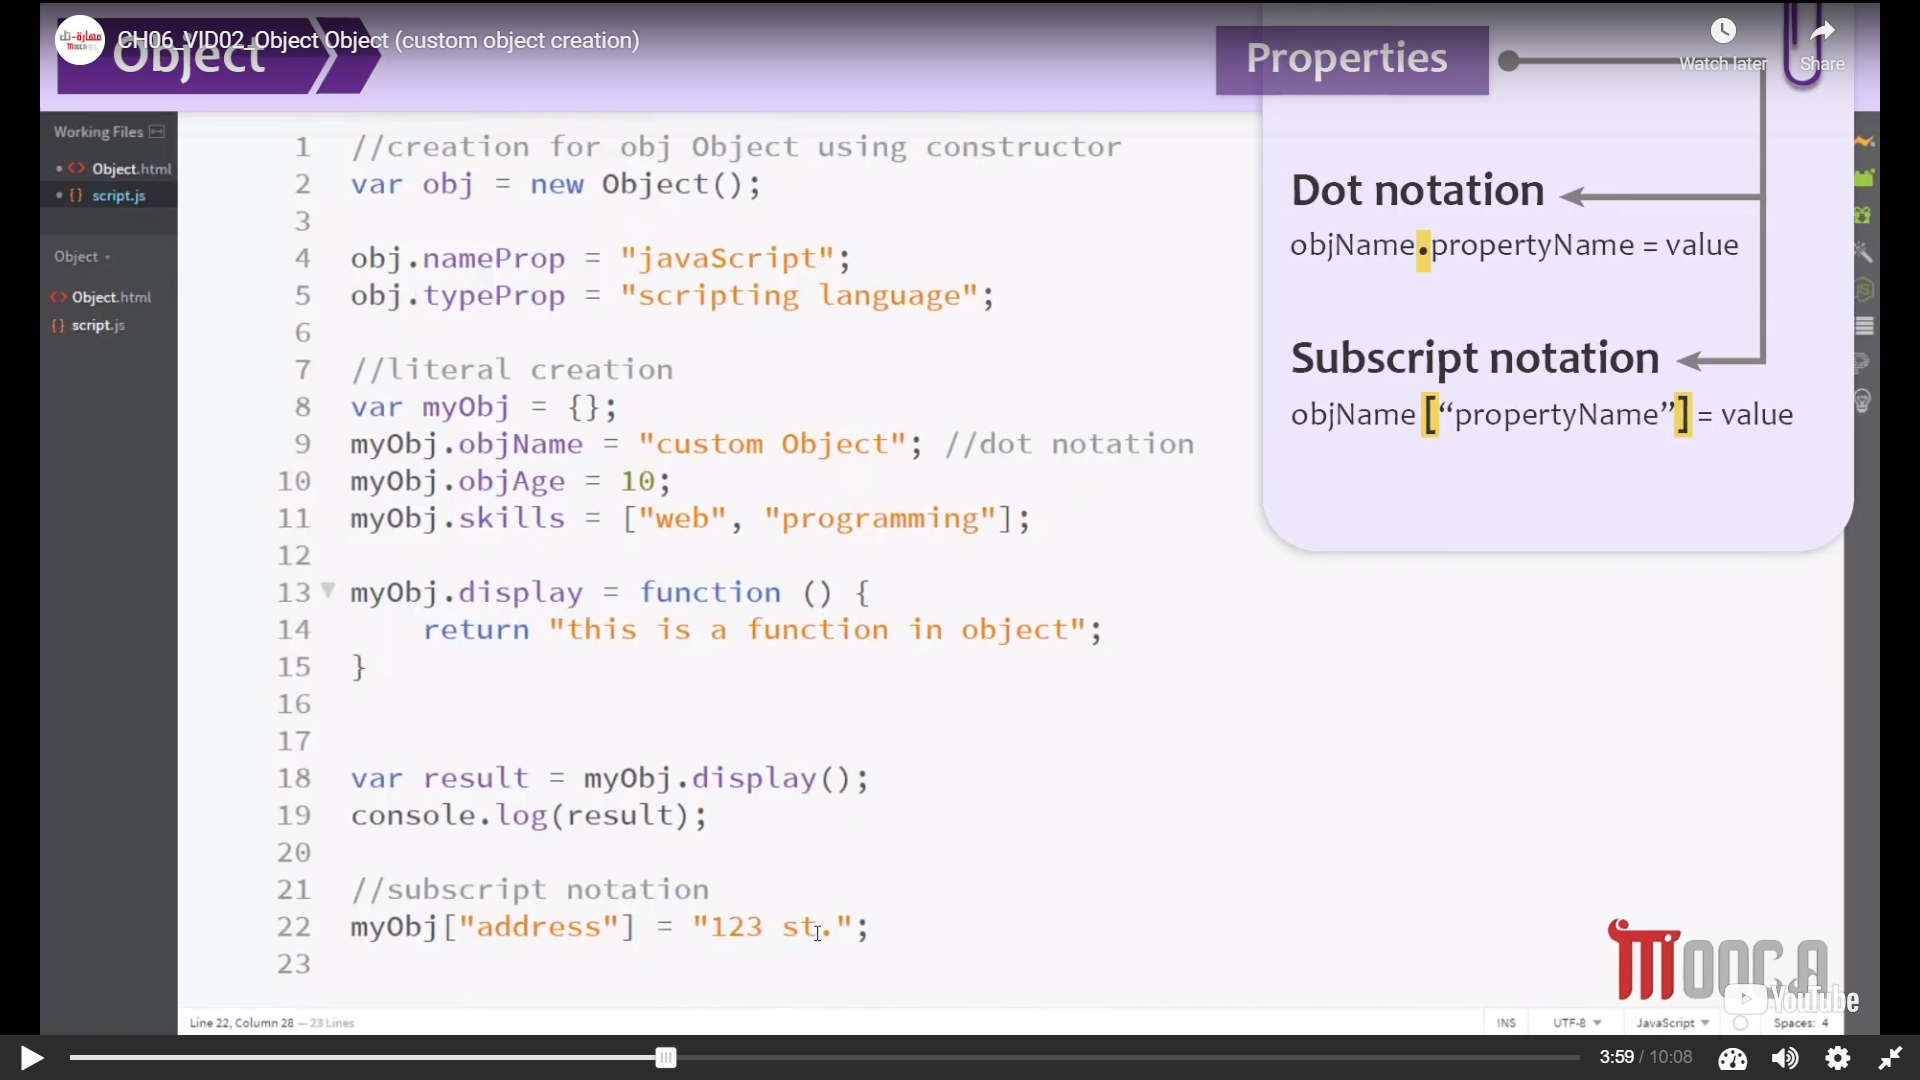 CH06_VID02_Object Object (custom object creation)
Object
Properties
Watch later
Share
Working Files
Object.html
script.js
Object
Object.html
script.js
1 //creation for obj Object using constructor
2 var obj = new Object();
3
4 obj.nameProp = "javaScript";
5 obj.typeProp = "scripting language";
6
7 //literal creation
8 var myObj = {};
9 myObj.objName = "custom Object"; //dot notation
10 myObj.objAge = 10;
11 myObj.skills = ["web", "programming"];
12
13 myObj.display = function () {
14 return "this is a function in object";
15 }
16
17
18 var result = myObj.display();
19 console.log(result);
20
21 //subscript notation
22 myObj["address"] = "123 st.";
23
Dot notation
objName.propertyName = value
Subscript notation
objName[“propertyName”] = value
مهارة-تك
MOOCA
YouTube
Line 22, Column 28 — 23 Lines
INS UTF-8 JavaScript Spaces: 4
3:59 / 10:08